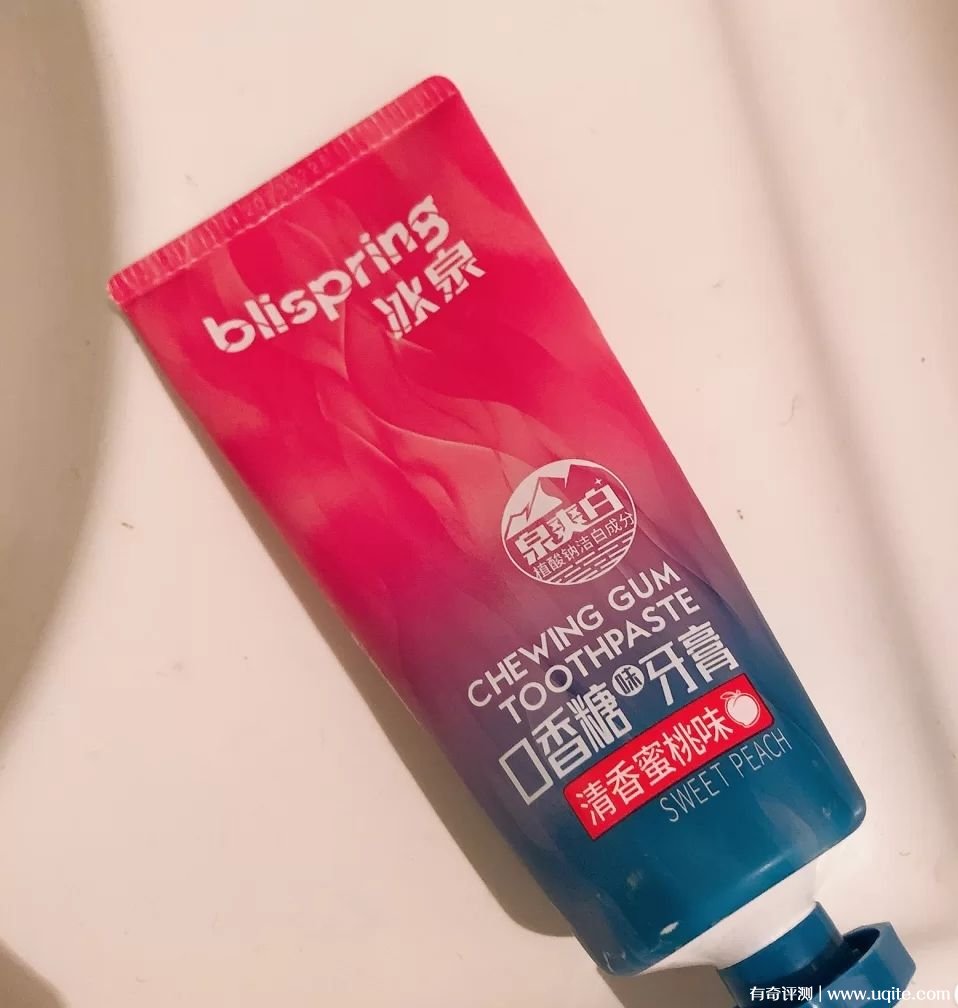 blispring
冰泉
泉爽白
植酸钠洁白成分
CHEWING GUM
TOOTHPASTE
口香糖味牙膏
清香蜜桃味
SWEET PEACH
有奇评测 | www.uqite.com